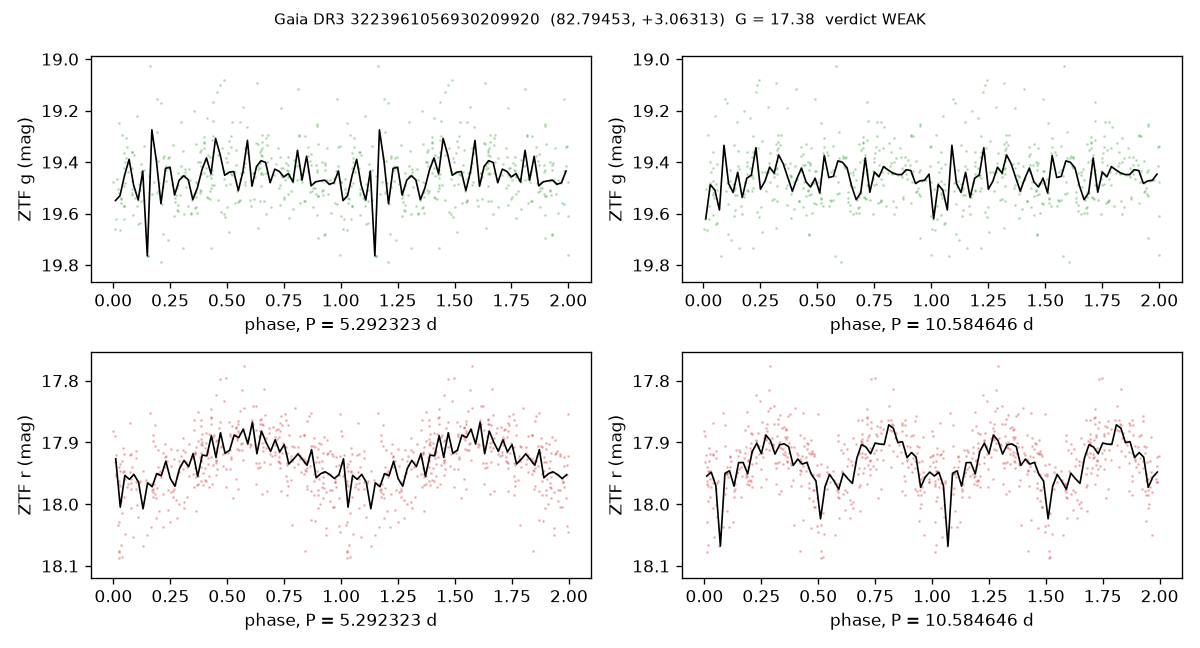 Gaia DR3 3223961056930209920 (82.79453, +3.06313) G = 17.38 verdict WEAK
ZTF g (mag)
19.0
19.2
19.4
19.6
19.8
0.00 0.25 0.50 0.75 1.00 1.25 1.50 1.75 2.00
phase, P = 5.292323 d
ZTF g (mag)
19.0
19.2
19.4
19.6
19.8
0.00 0.25 0.50 0.75 1.00 1.25 1.50 1.75 2.00
phase, P = 10.584646 d
ZTF r (mag)
17.8
17.9
18.0
18.1
0.00 0.25 0.50 0.75 1.00 1.25 1.50 1.75 2.00
phase, P = 5.292323 d
ZTF r (mag)
17.8
17.9
18.0
18.1
0.00 0.25 0.50 0.75 1.00 1.25 1.50 1.75 2.00
phase, P = 10.584646 d